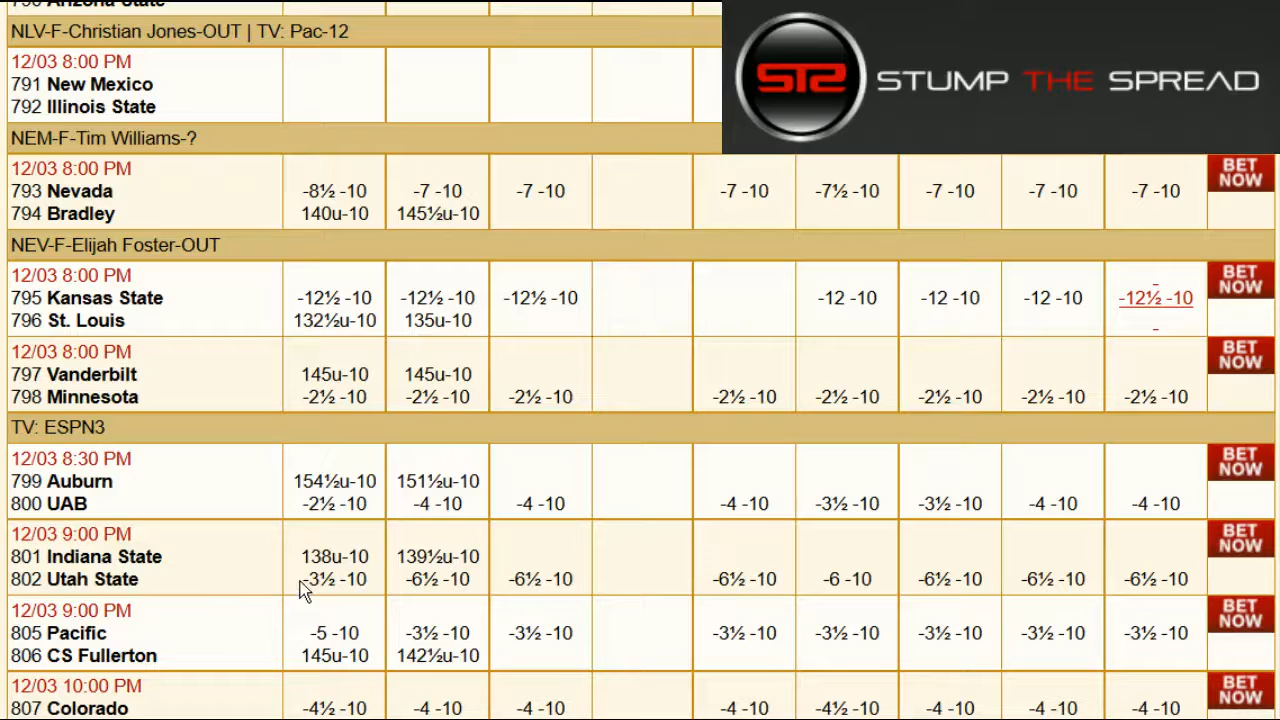 790 Arizona State
NLV-F-Christian Jones-OUT | TV: Pac-12
STS STUMP THE SPREAD
12/03 8:00 PM
791 New Mexico
792 Illinois State
NEM-F-Tim Williams-?
12/03 8:00 PM BET NOW
793 Nevada -8½ -10 -7 -10 -7 -10 -7 -10 -7½ -10 -7 -10 -7 -10 -7 -10
794 Bradley 140u-10 145½u-10
NEV-F-Elijah Foster-OUT
12/03 8:00 PM BET NOW
795 Kansas State -12½ -10 -12½ -10 -12½ -10 -12 -10 -12 -10 -12 -10 -12½ -10
796 St. Louis 132½u-10 135u-10
12/03 8:00 PM BET NOW
797 Vanderbilt 145u-10 145u-10
798 Minnesota -2½ -10 -2½ -10 -2½ -10 -2½ -10 -2½ -10 -2½ -10 -2½ -10 -2½ -10
TV: ESPN3
12/03 8:30 PM BET NOW
799 Auburn 154½u-10 151½u-10
800 UAB -2½ -10 -4 -10 -4 -10 -4 -10 -3½ -10 -3½ -10 -4 -10 -4 -10
12/03 9:00 PM BET NOW
801 Indiana State 138u-10 139½u-10
802 Utah State -3½ -10 -6½ -10 -6½ -10 -6½ -10 -6 -10 -6½ -10 -6½ -10 -6½ -10
12/03 9:00 PM BET NOW
805 Pacific -5 -10 -3½ -10 -3½ -10 -3½ -10 -3½ -10 -3½ -10 -3½ -10 -3½ -10
806 CS Fullerton 145u-10 142½u-10
12/03 10:00 PM BET NOW
807 Colorado -4½ -10 -4 -10 -4 -10 -4 -10 -4½ -10 -4 -10 -4 -10 -4 -10